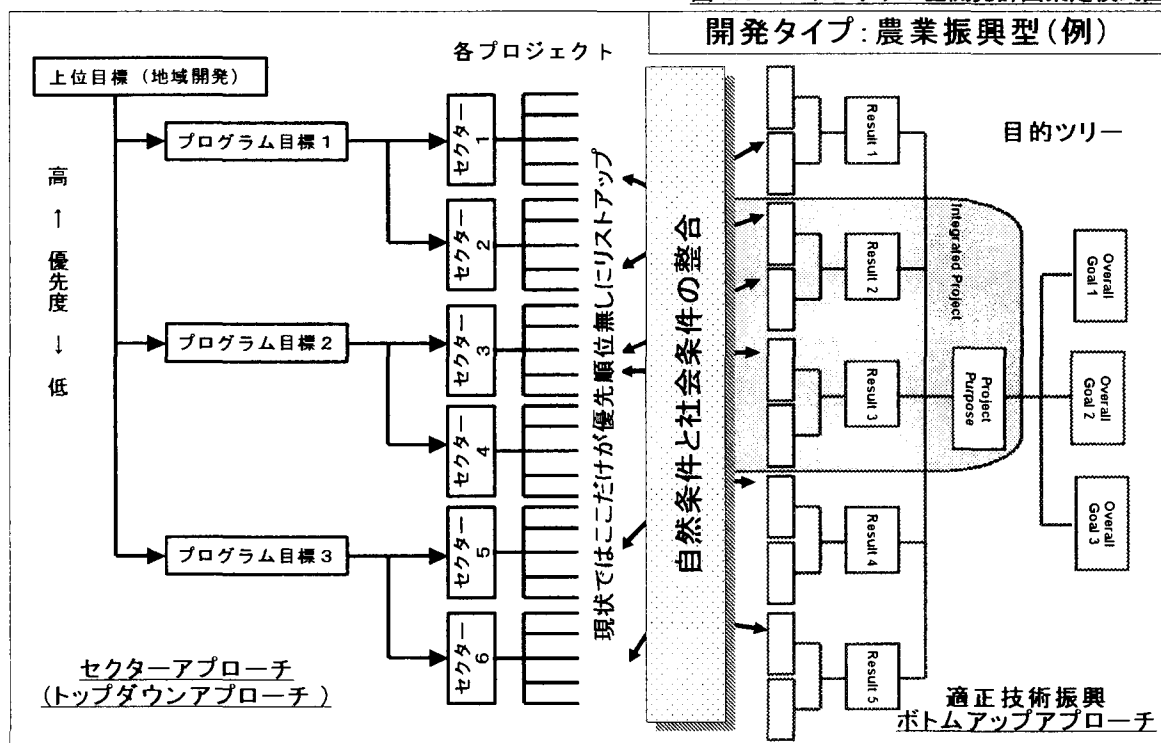 開発タイプ：農業振興型(例)
各プロジェクト
上位目標（地域開発）
プログラム目標1
プログラム目標2
プログラム目標3
高 ↑ 優先度 ↓ 低
セクター1
セクター2
セクター3
セクター4
セクター5
セクター6
現状ではここだけが優先順位無しにリストアップ
自然条件と社会条件の整合
Result 1
Result 2
Result 3
Result 4
Result 5
目的ツリー
Integrated Project
Project
Purpose
Overall
Goal 1
Overall
Goal 2
Overall
Goal 3
セクターアプローチ
(トップダウンアプローチ)
適正技術振興
ボトムアップアプローチ